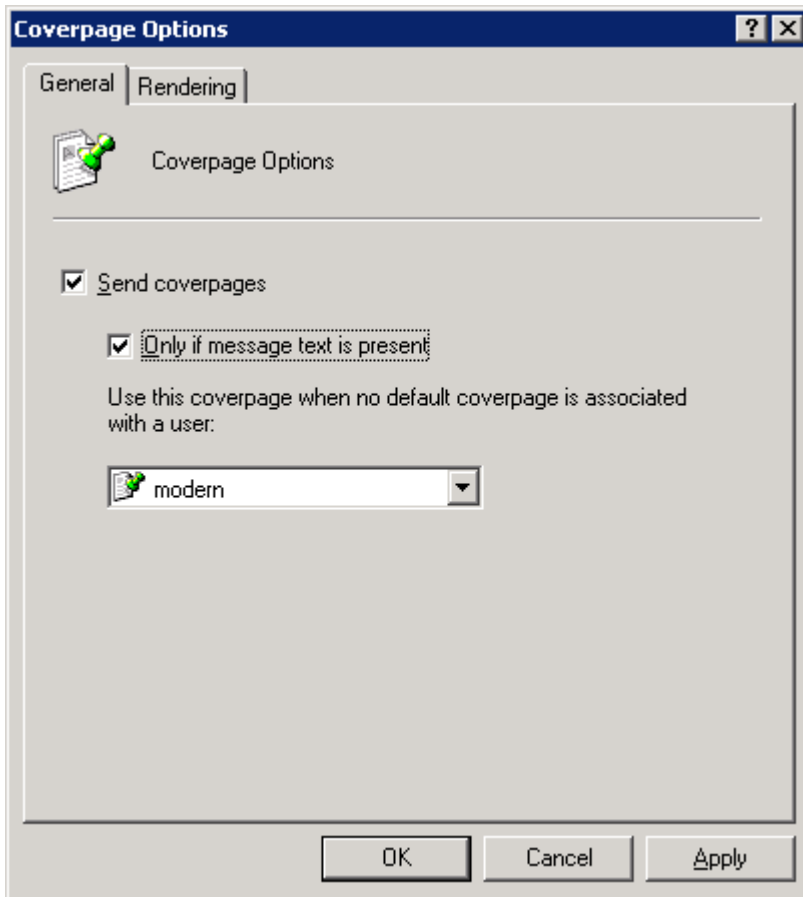 Coverpage Options
General
Rendering
Coverpage Options
Send coverpages
Only if message text is present
Use this coverpage when no default coverpage is associated
with a user:
modern
OK
Cancel
Apply